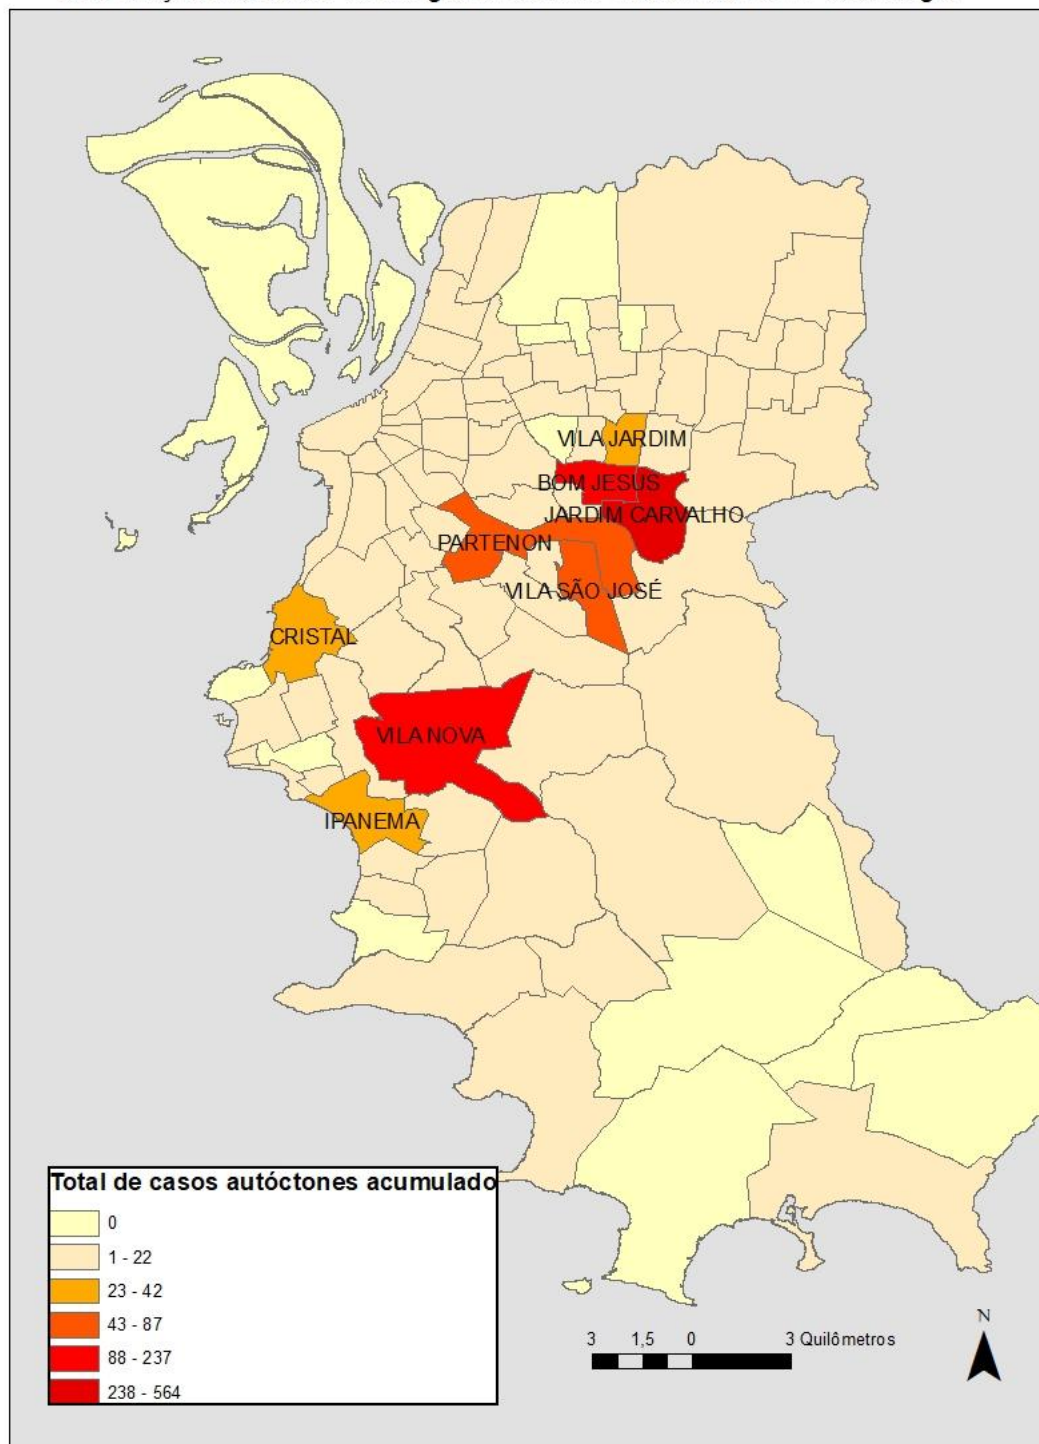 VILA JARDIM
BOM JESUS
JARDIM CARVALHO
PARTENON
VILA SÃO JOSÉ
CRISTAL
VILA NOVA
IPANEMA
Total de casos autóctones acumulado
0
1 - 22
23 - 42
43 - 87
88 - 237
238 - 564
N
3 1,5 0 3 Quilômetros